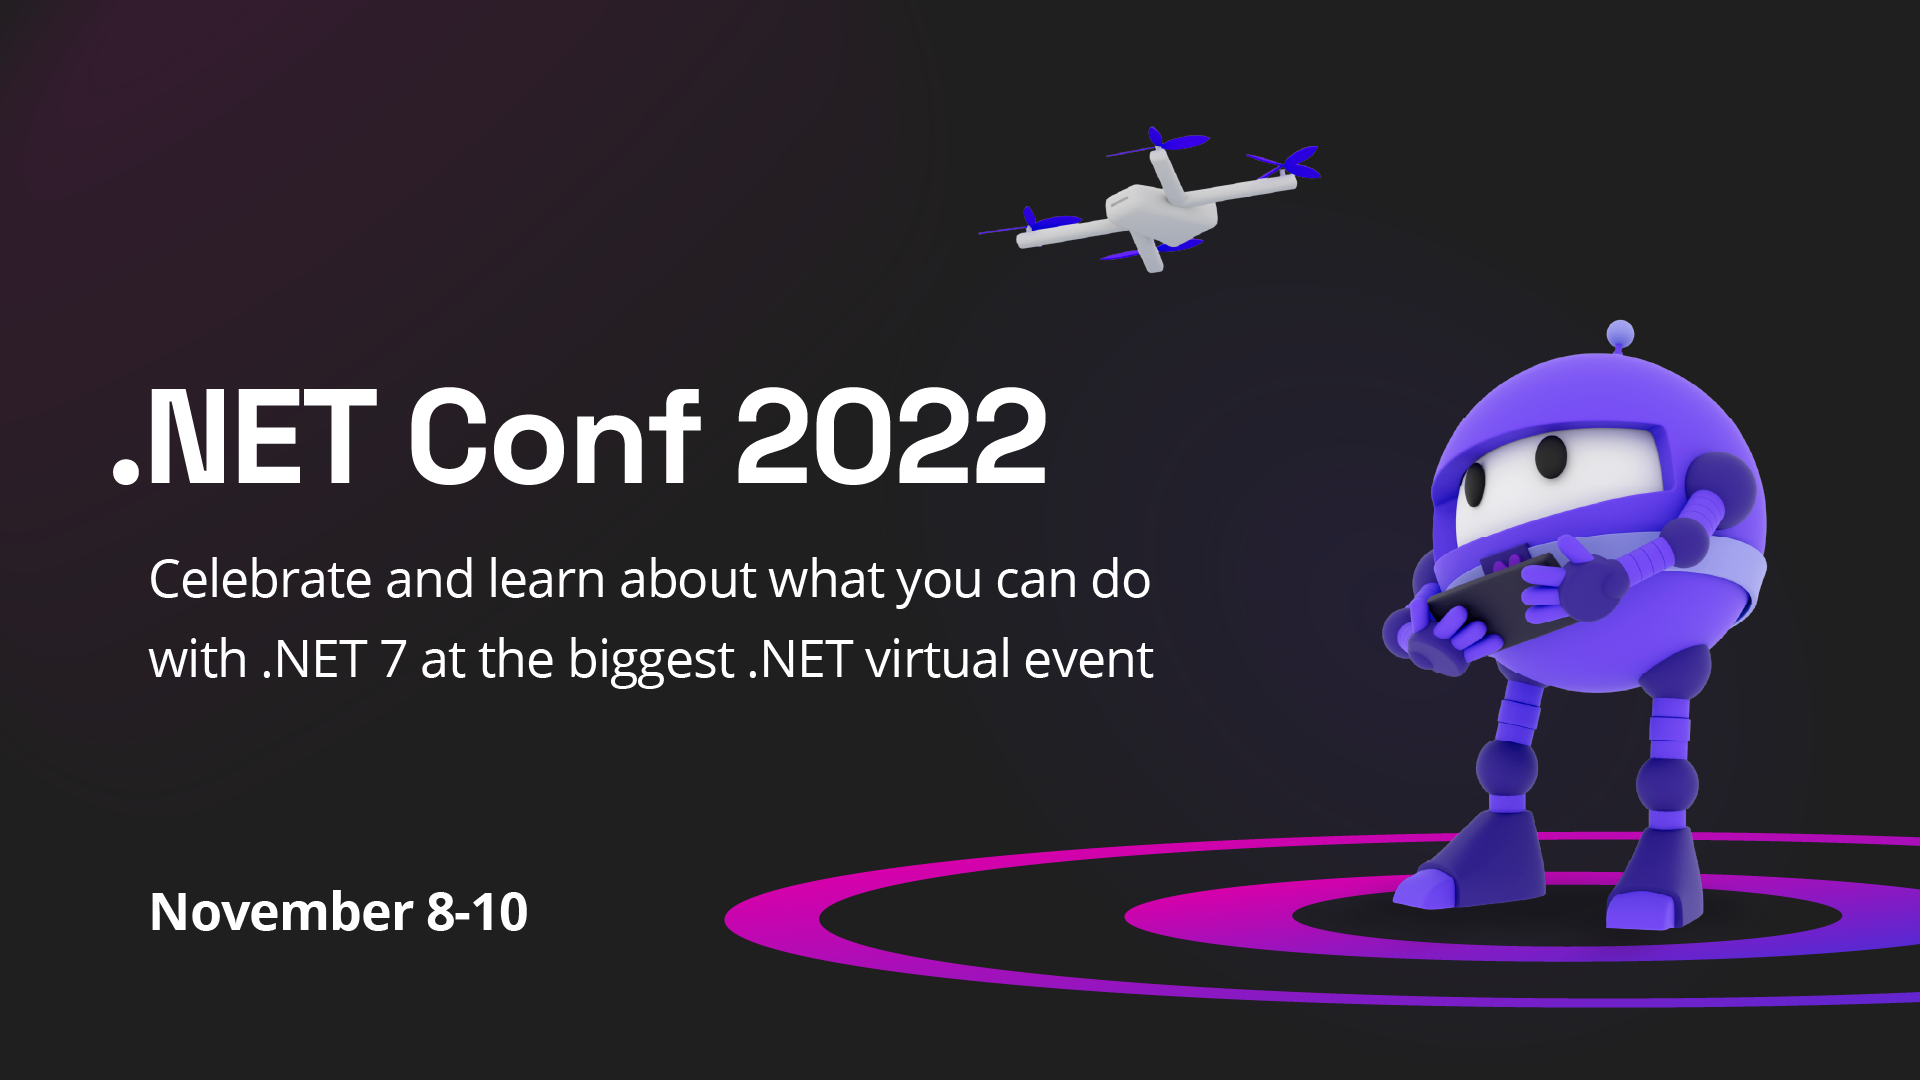 .NET Conf 2022
Celebrate and learn about what you can do
with .NET 7 at the biggest .NET virtual event
November 8-10